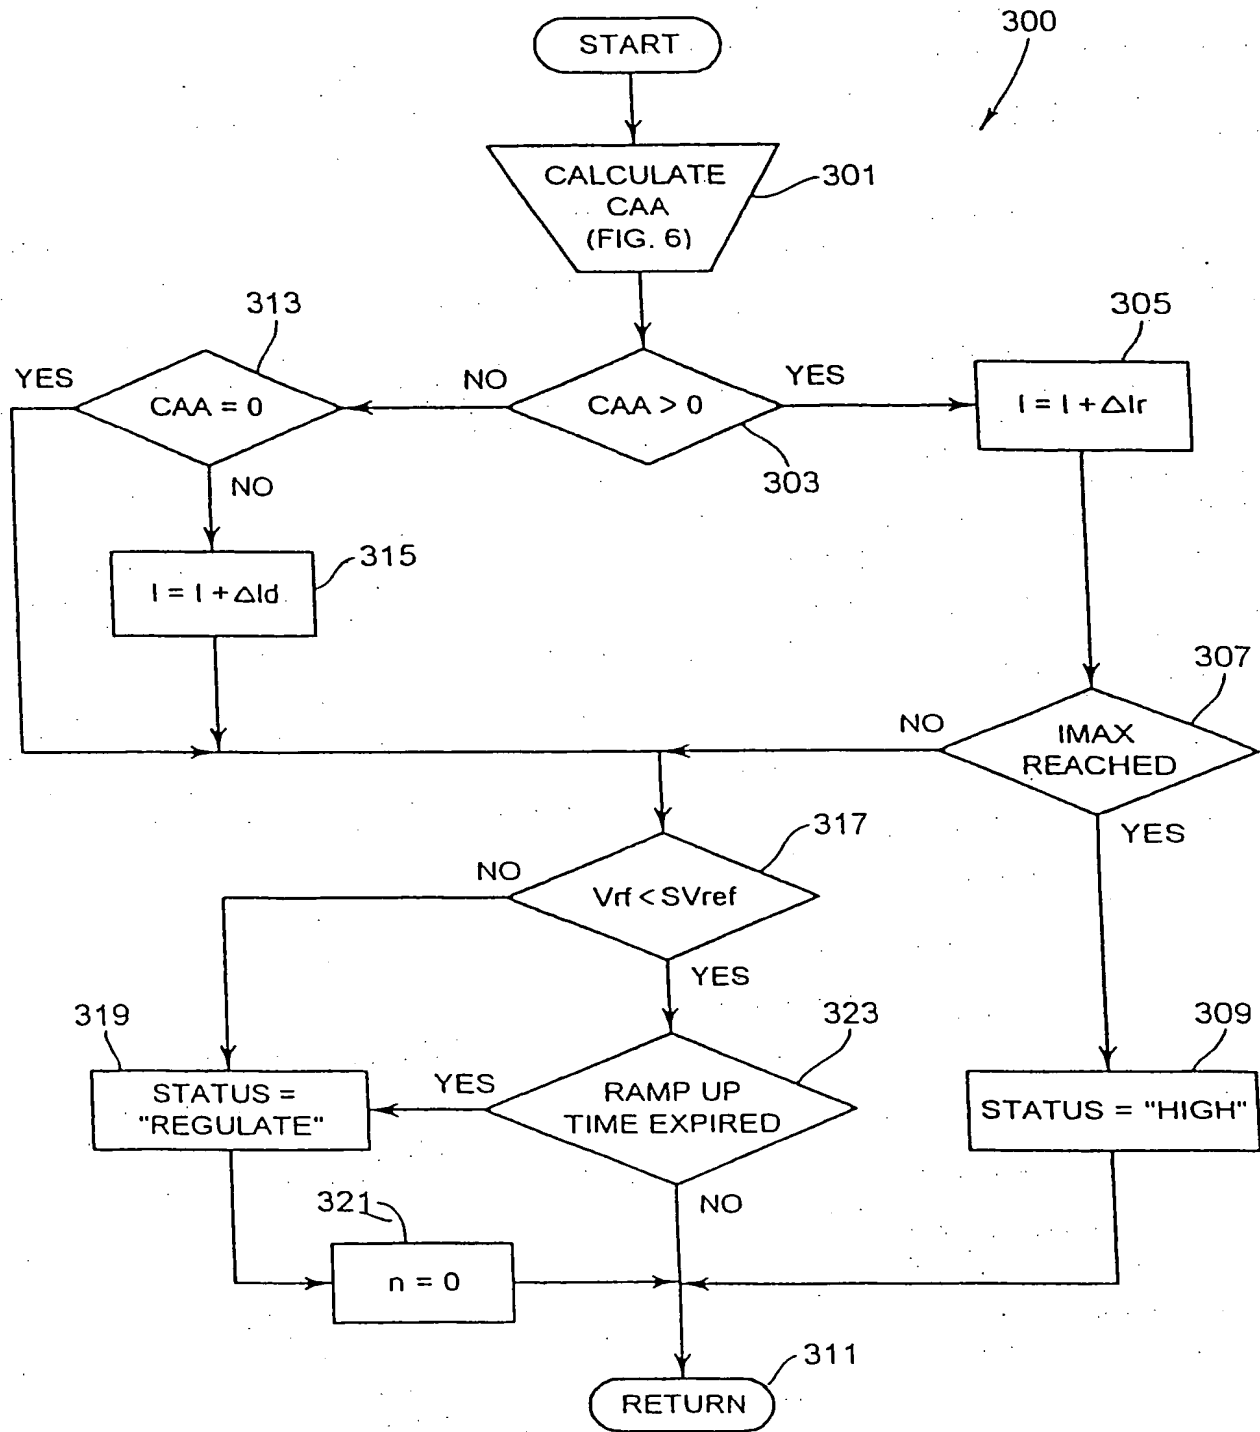 START
300
CALCULATE
CAA
(FIG. 6)
301
313
305
YES
CAA = 0
NO
CAA > 0
YES
I = I + ΔIr
303
NO
315
I = I + ΔId
307
NO
IMAX
REACHED
YES
317
NO
Vrf < SVref
YES
319
323
309
STATUS =
"REGULATE"
YES
RAMP UP
TIME EXPIRED
STATUS = "HIGH"
NO
321
n = 0
311
RETURN